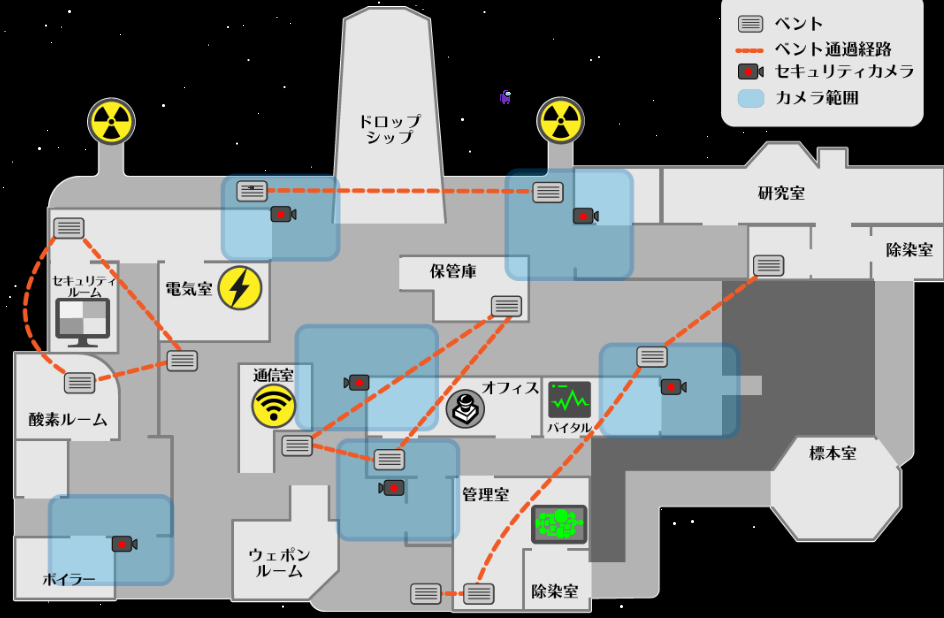 ベント
ベント通過経路
セキュリティカメラ
カメラ範囲
ドロップ
シップ
研究室
除染室
保管庫
セキュリティ
ルーム
電気室
通信室
オフィス
バイタル
酸素ルーム
標本室
管理室
ウェポン
ルーム
ボイラー
除染室